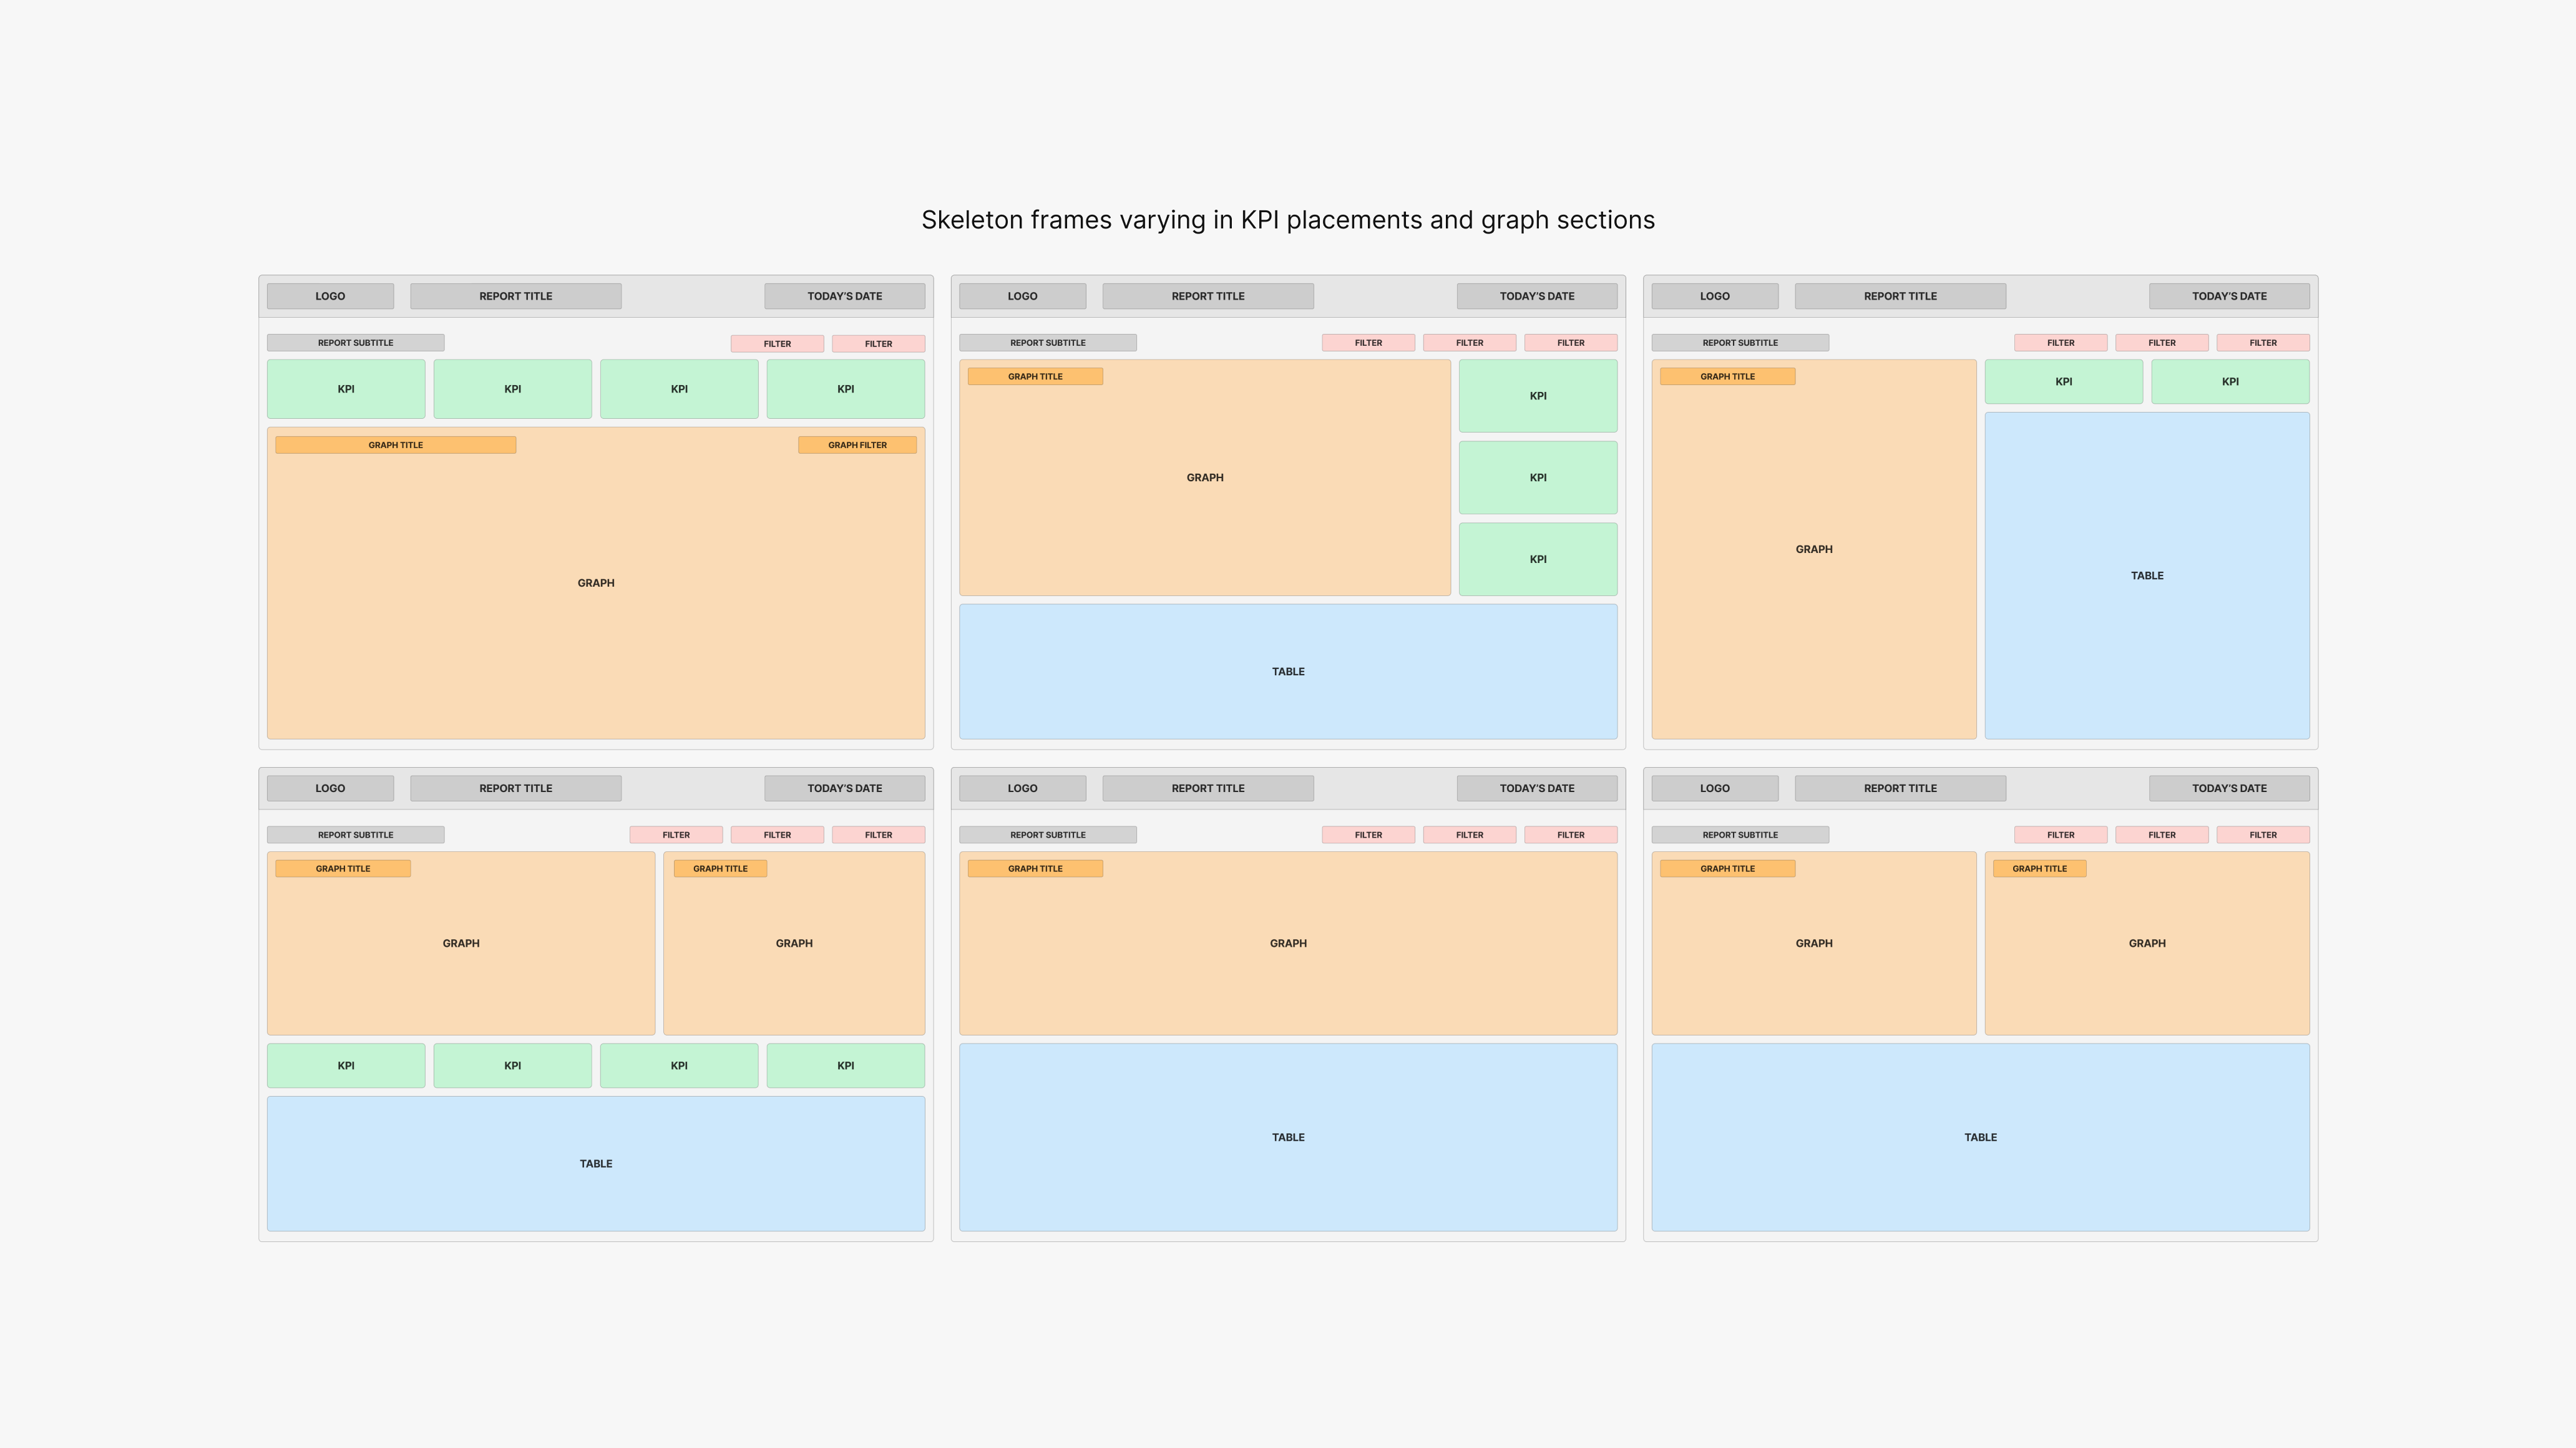 Skeleton frames varying in KPI placements and graph sections
LOGO
REPORT TITLE
TODAY'S DATE
REPORT SUBTITLE
FILTER
FILTER
KPI
KPI
KPI
KPI
GRAPH TITLE
GRAPH FILTER
GRAPH
LOGO
REPORT TITLE
TODAY'S DATE
REPORT SUBTITLE
FILTER
FILTER
FILTER
GRAPH TITLE
GRAPH
KPI
KPI
KPI
TABLE
LOGO
REPORT TITLE
TODAY'S DATE
REPORT SUBTITLE
FILTER
FILTER
FILTER
GRAPH TITLE
GRAPH
KPI
KPI
TABLE
LOGO
REPORT TITLE
TODAY'S DATE
REPORT SUBTITLE
FILTER
FILTER
FILTER
GRAPH TITLE
GRAPH
GRAPH TITLE
GRAPH
KPI
KPI
KPI
KPI
TABLE
LOGO
REPORT TITLE
TODAY'S DATE
REPORT SUBTITLE
FILTER
FILTER
FILTER
GRAPH TITLE
GRAPH
TABLE
LOGO
REPORT TITLE
TODAY'S DATE
REPORT SUBTITLE
FILTER
FILTER
FILTER
GRAPH TITLE
GRAPH
GRAPH TITLE
GRAPH
TABLE